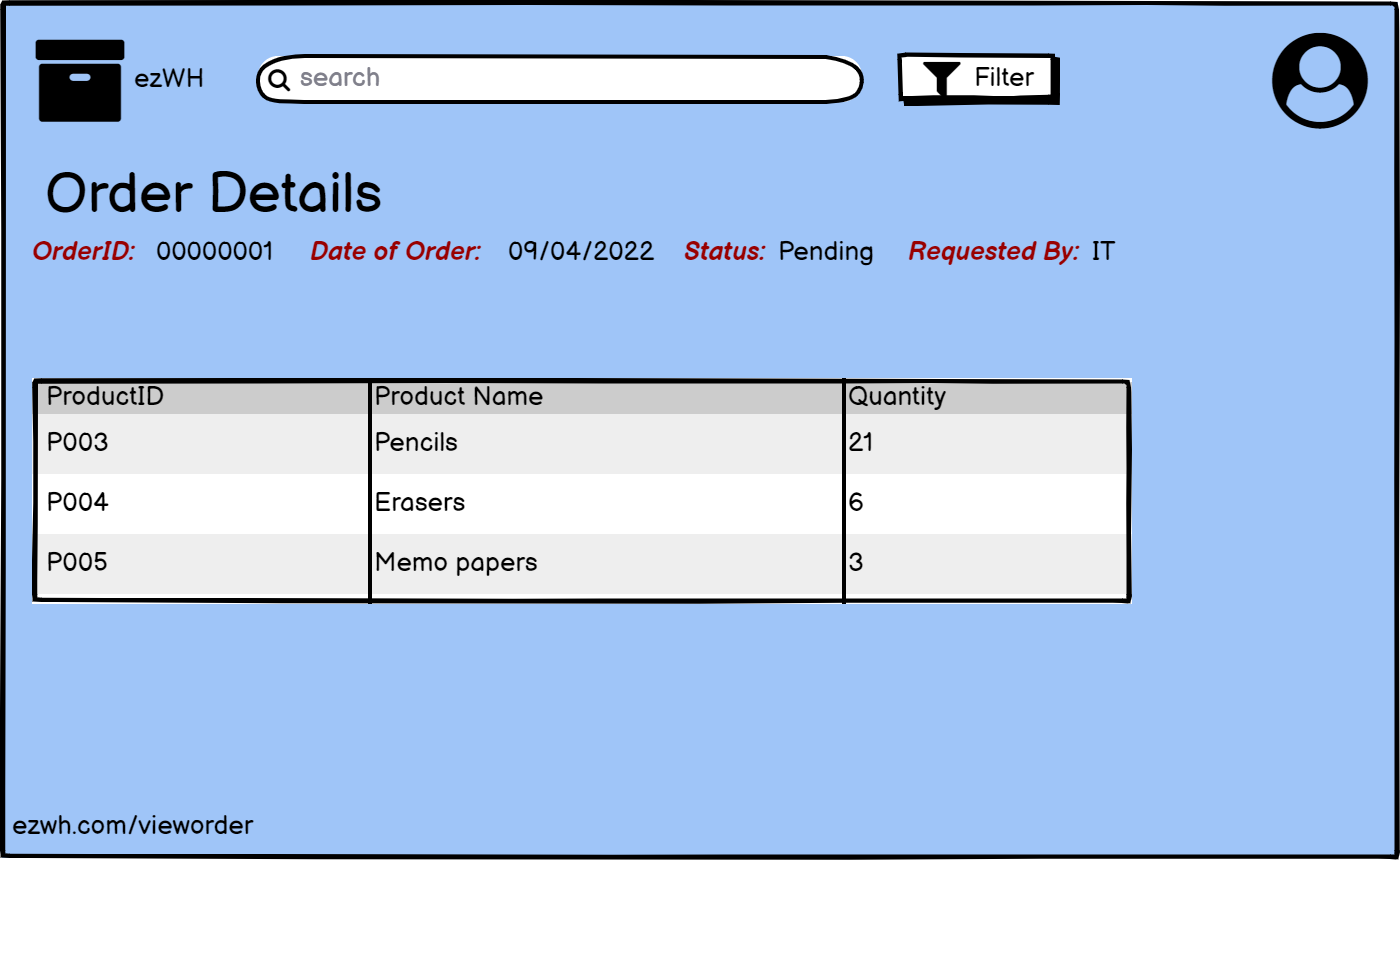 ezWH search Filter
Order Details
OrderID: 00000001 Date of Order: 09/04/2022 Status: Pending Requested By: IT
ProductID Product Name Quantity
P003 Pencils 21
P004 Erasers 6
P005 Memo papers 3
ezwh.com/vieworder